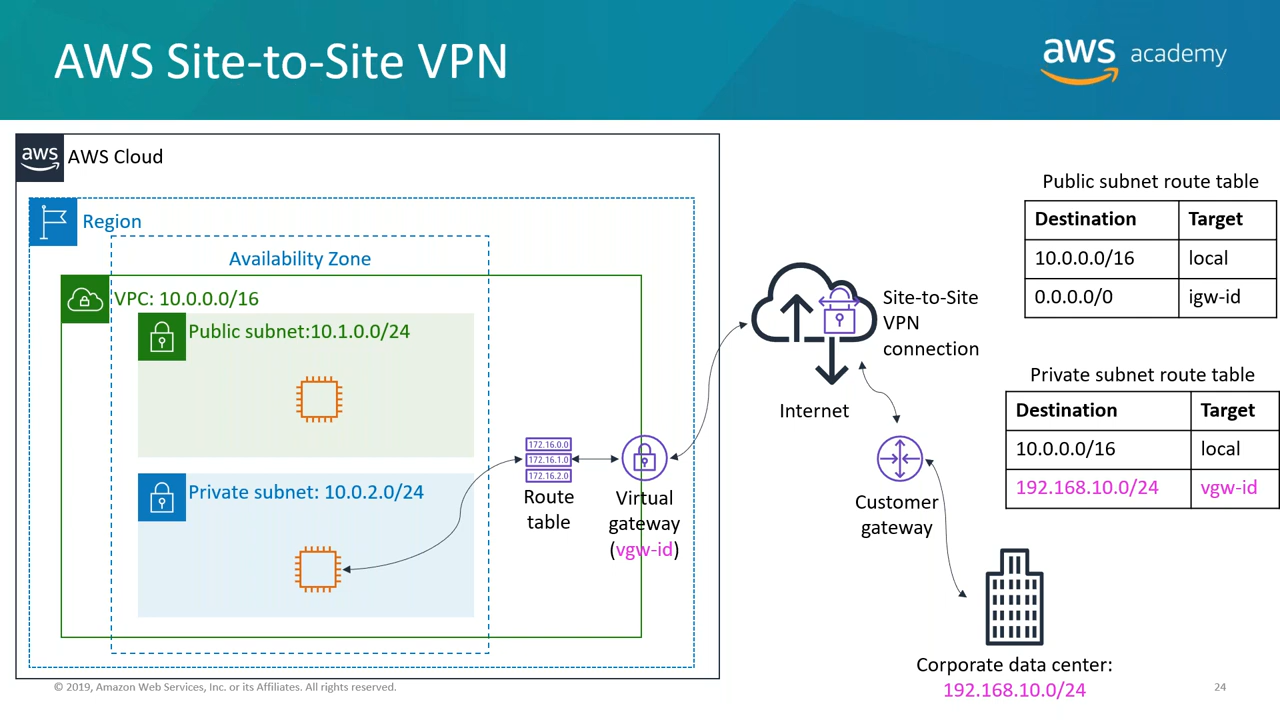 AWS Site-to-Site VPN
aws academy
aws
AWS Cloud
Region
Availability Zone
VPC: 10.0.0.0/16
Public subnet:10.1.0.0/24
Private subnet: 10.0.2.0/24
172.16.0.0
172.16.1.0
172.16.2.0
Route
table
Virtual
gateway
(vgw-id)
Site-to-Site
VPN
connection
Internet
Customer
gateway
Corporate data center:
192.168.10.0/24
Public subnet route table
Destination Target
10.0.0.0/16 local
0.0.0.0/0 igw-id
Private subnet route table
Destination Target
10.0.0.0/16 local
192.168.10.0/24 vgw-id
© 2019, Amazon Web Services, Inc. or its Affiliates. All rights reserved.
24